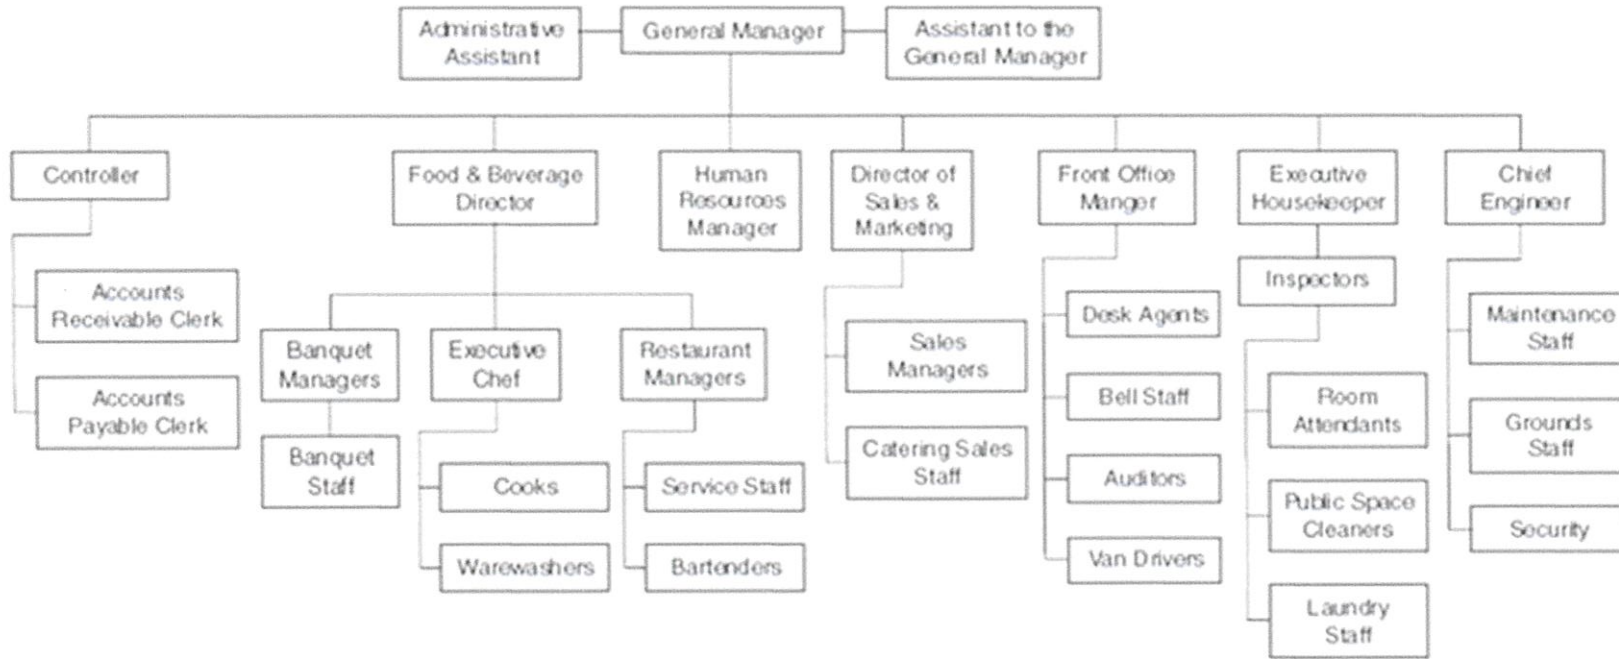 Administrative
Assistant
General Manager
Assistant to the
General Manager
Controller
Food & Beverage
Director
Human
Resources
Manager
Director of
Sales &
Marketing
Front Office
Manger
Executive
Housekeeper
Chief
Engineer
Accounts
Receivable Clerk
Accounts
Payable Clerk
Banquet
Managers
Banquet
Staff
Executive
Chef
Cooks
Warewashers
Restaurant
Managers
Service Staff
Bartenders
Sales
Managers
Catering Sales
Staff
Desk Agents
Bell Staff
Auditors
Van Drivers
Inspectors
Room
Attendants
Public Space
Cleaners
Laundry
Staff
Maintenance
Staff
Grounds
Staff
Security